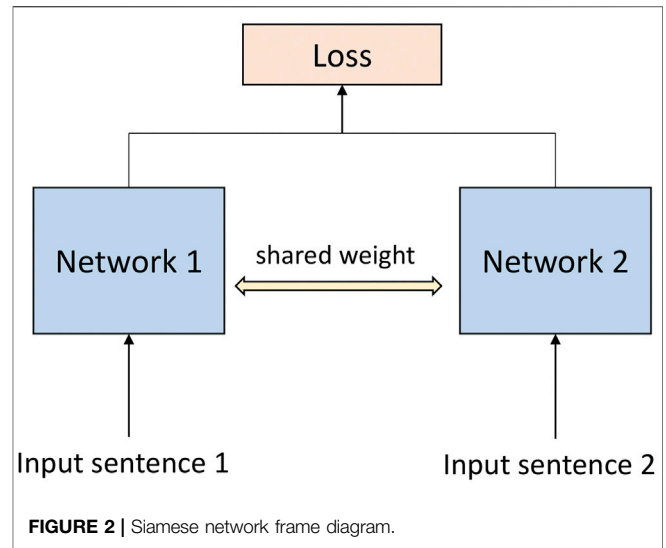 Loss
Network 1
shared weight
Network 2
Input sentence 1
Input sentence 2
FIGURE 2 | Siamese network frame diagram.